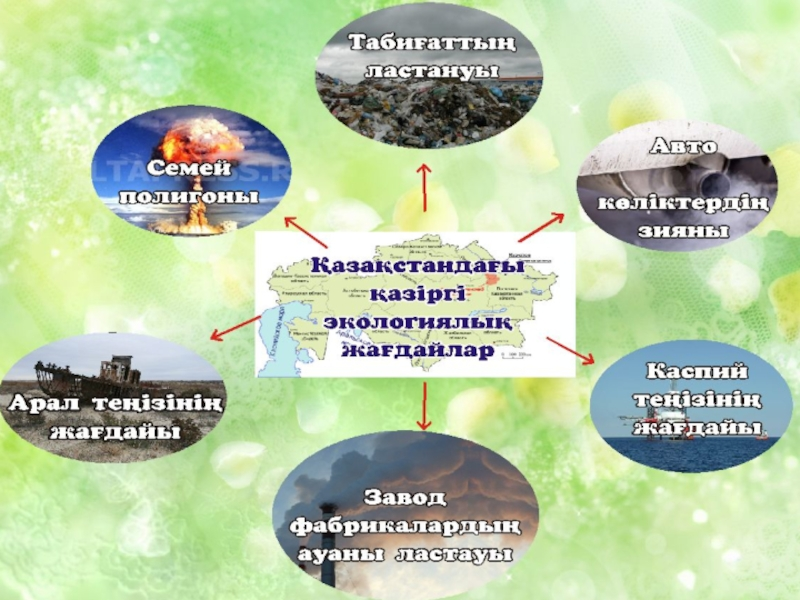 Табиғаттың
ластануы
Семей
полигоны
Авто
көліктердің
зияны
Қазақстандағы
қазіргі
экологиялық
жағдайлар
Арал теңізінің
жағдайы
Каспий
теңізінің
жағдайы
Завод
фабрикалардың
ауаны ластауы